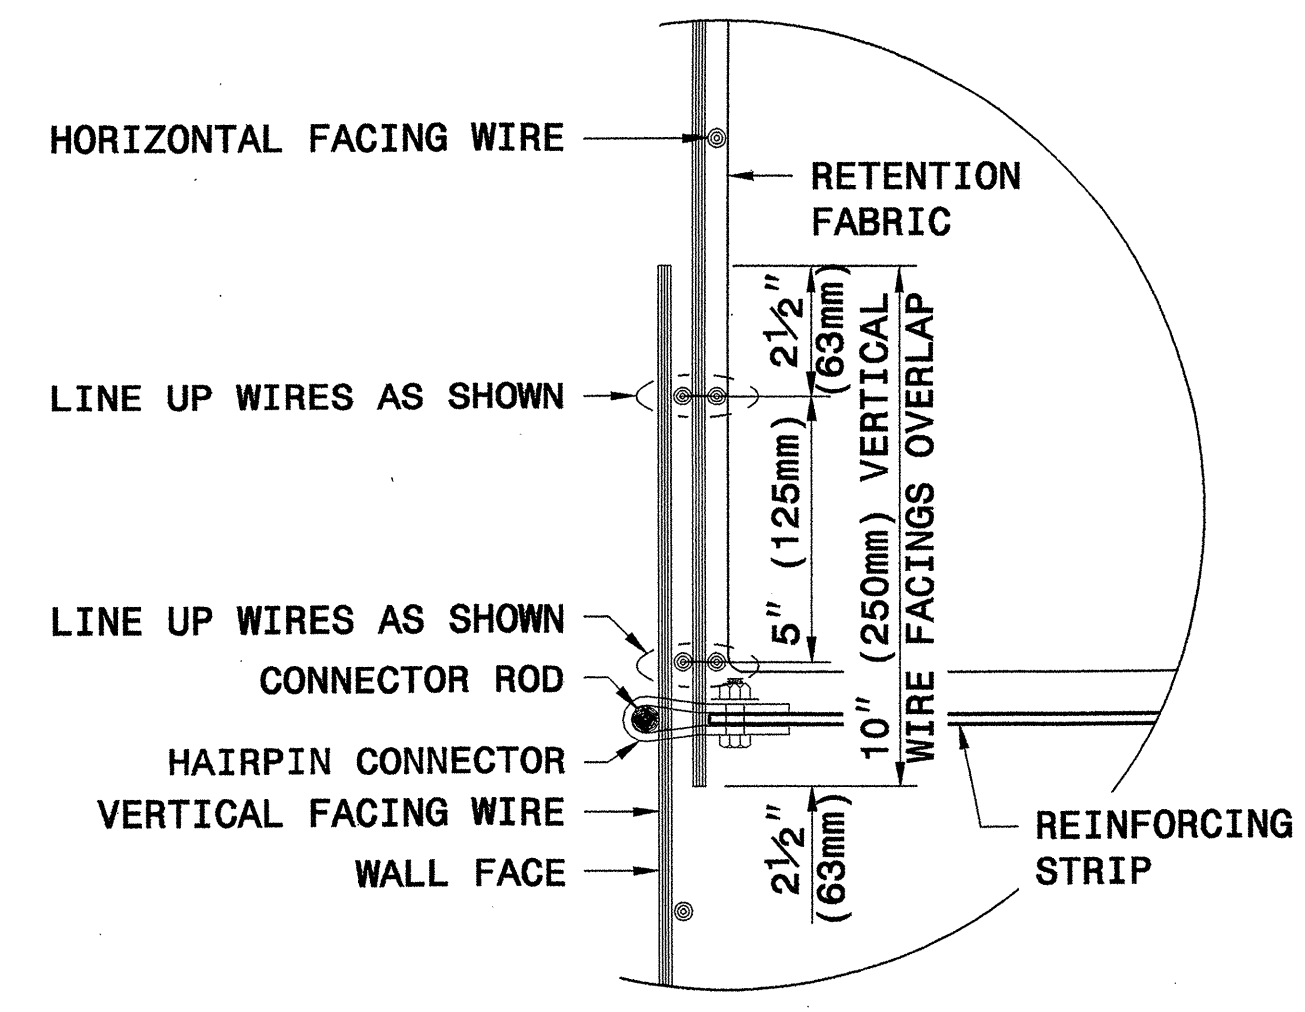 HORIZONTAL FACING WIRE
RETENTION
FABRIC
2½"
(63mm)
LINE UP WIRES AS SHOWN
5" (125mm)
10" (250mm) VERTICAL
WIRE FACINGS OVERLAP
LINE UP WIRES AS SHOWN
CONNECTOR ROD
HAIRPIN CONNECTOR
VERTICAL FACING WIRE
WALL FACE
2½"
(63mm)
REINFORCING
STRIP